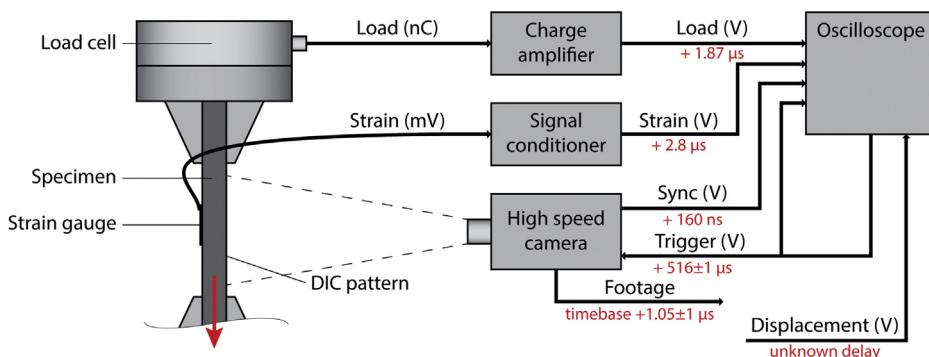 Load cell
Load (nC)
Charge
amplifier
Load (V)
+ 1.87 µs
Oscilloscope
Strain (mV)
Signal
conditioner
Strain (V)
+ 2.8 µs
Specimen
Strain gauge
DIC pattern
High speed
camera
Sync (V)
+ 160 ns
Trigger (V)
+ 516±1 µs
Footage
timebase +1.05±1 µs
Displacement (V)
unknown delay